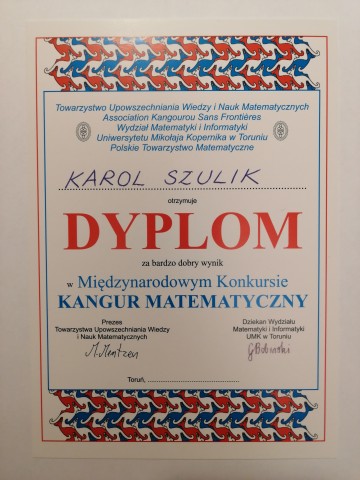 Towarzystwo Upowszechniania Wiedzy i Nauk Matematycznych
Association Kangourou Sans Frontières
Wydział Matematyki i Informatyki
Uniwersytetu Mikołaja Kopernika w Toruniu
Polskie Towarzystwo Matematyczne
KAROL SZULIK
otrzymuje
DYPLOM
za bardzo dobry wynik
w Międzynarodowym Konkursie
KANGUR MATEMATYCZNY
Prezes
Towarzystwa Upowszechniania Wiedzy
i Nauk Matematycznych
Dziekan Wydziału
Matematyki i Informatyki
UMK w Toruniu
Toruń,